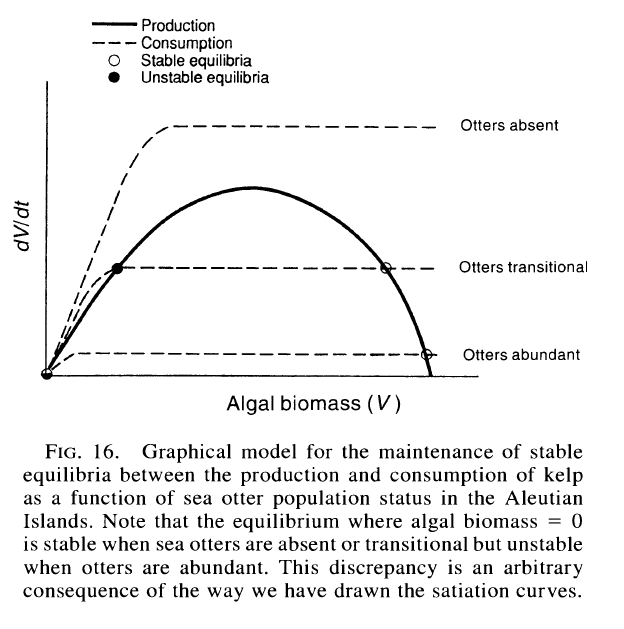 Production
Consumption
Stable equilibria
Unstable equilibria
Otters absent
dV/dt
Otters transitional
Otters abundant
Algal biomass (V)
FIG. 16. Graphical model for the maintenance of stable
equilibria between the production and consumption of kelp
as a function of sea otter population status in the Aleutian
Islands. Note that the equilibrium where algal biomass = 0
is stable when sea otters are absent or transitional but unstable
when otters are abundant. This discrepancy is an arbitrary
consequence of the way we have drawn the satiation curves.